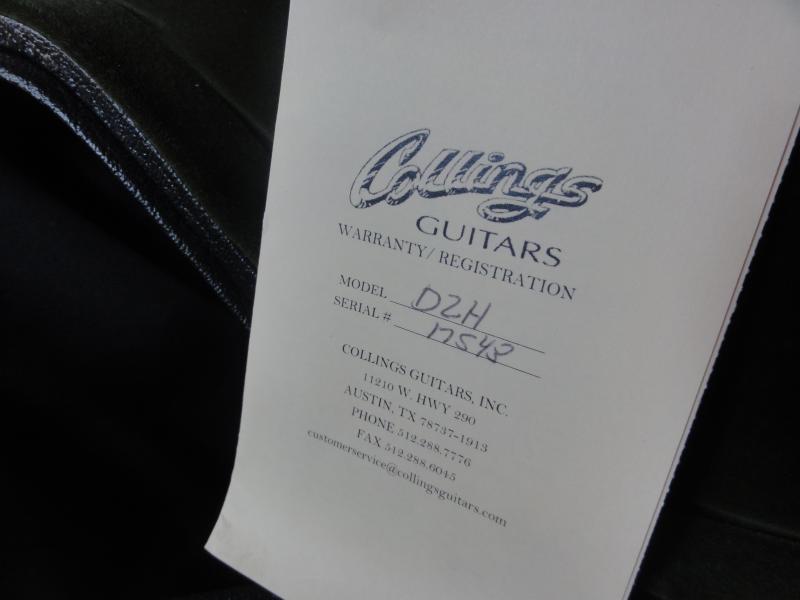 Collings
GUITARS
WARRANTY/REGISTRATION
MODEL D2H
SERIAL # 17548
COLLINGS GUITARS, INC.
11210 W. HWY 290
AUSTIN, TX 78737-1913
PHONE 512.288.7776
FAX 512.288.6045
customerservice@collingsguitars.com